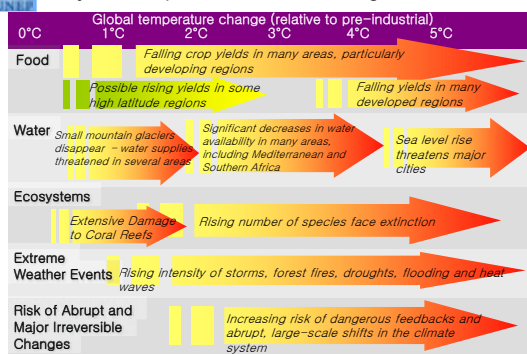 UNEP
Global temperature change (relative to pre-industrial)
0°C 1°C 2°C 3°C 4°C 5°C
Food
Falling crop yields in many areas, particularly
developing regions
Possible rising yields in some
high latitude regions
Falling yields in many
developed regions
Water
Small mountain glaciers
disappear – water supplies
threatened in several areas
Significant decreases in water
availability in many areas,
including Mediterranean and
Southern Africa
Sea level rise
threatens major
cities
Ecosystems
Extensive Damage
to Coral Reefs
Rising number of species face extinction
Extreme
Weather Events
Rising intensity of storms, forest fires, droughts, flooding and heat
waves
Risk of Abrupt and
Major Irreversible
Changes
Increasing risk of dangerous feedbacks and
abrupt, large-scale shifts in the climate
system